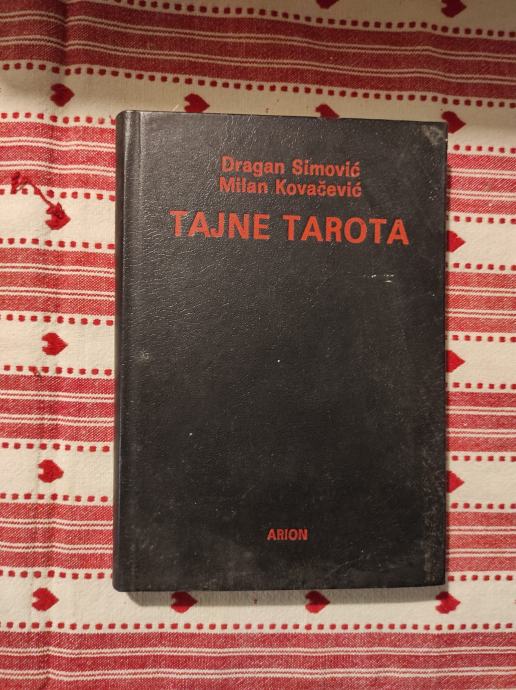 Dragan Simović
Milan Kovačević
TAJNE TAROTA
ARION